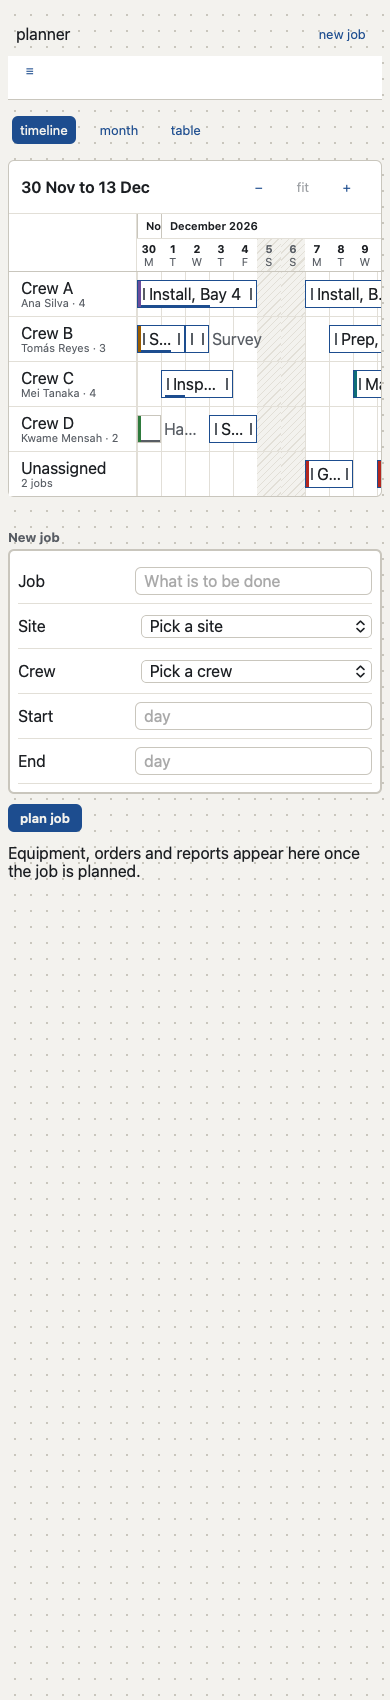 planner
new job
≡
timeline month table
30 Nov to 13 Dec
− fit +
No December 2026
30 1 2 3 4 5 6 7 8 9
M T W T F S S M T W
Crew A
Ana Silva · 4
Install, Bay 4
Install, B.
Crew B
Tomás Reyes · 3
S...
Survey
Prep,
Crew C
Mei Tanaka · 4
Insp...
Ma
Crew D
Kwame Mensah · 2
Ha...
S...
Unassigned
2 jobs
G...
New job
Job What is to be done
Site Pick a site
Crew Pick a crew
Start day
End day
plan job
Equipment, orders and reports appear here once
the job is planned.